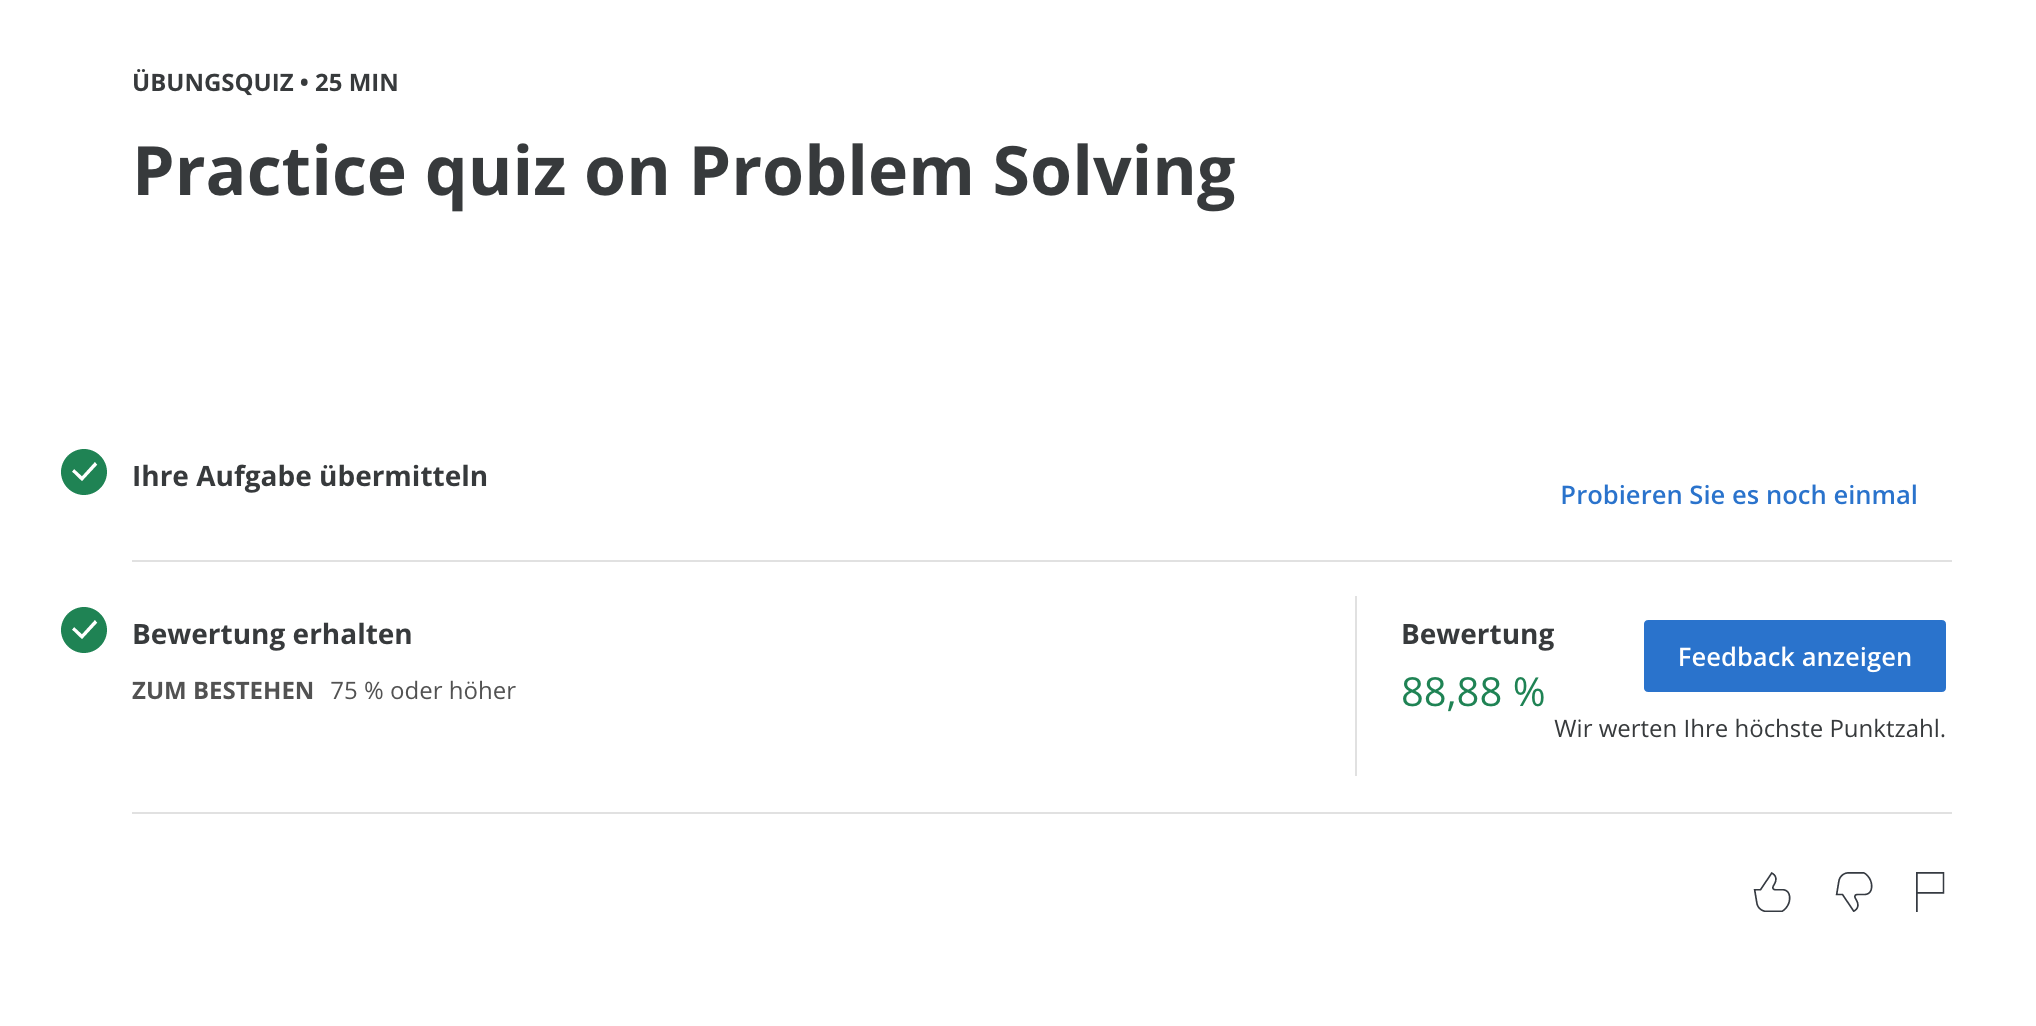 ÜBUNGSQUIZ • 25 MIN
Practice quiz on Problem Solving
Ihre Aufgabe übermitteln
Probieren Sie es noch einmal
Bewertung erhalten
ZUM BESTEHEN 75 % oder höher
Bewertung
88,88 %
Feedback anzeigen
Wir werten Ihre höchste Punktzahl.